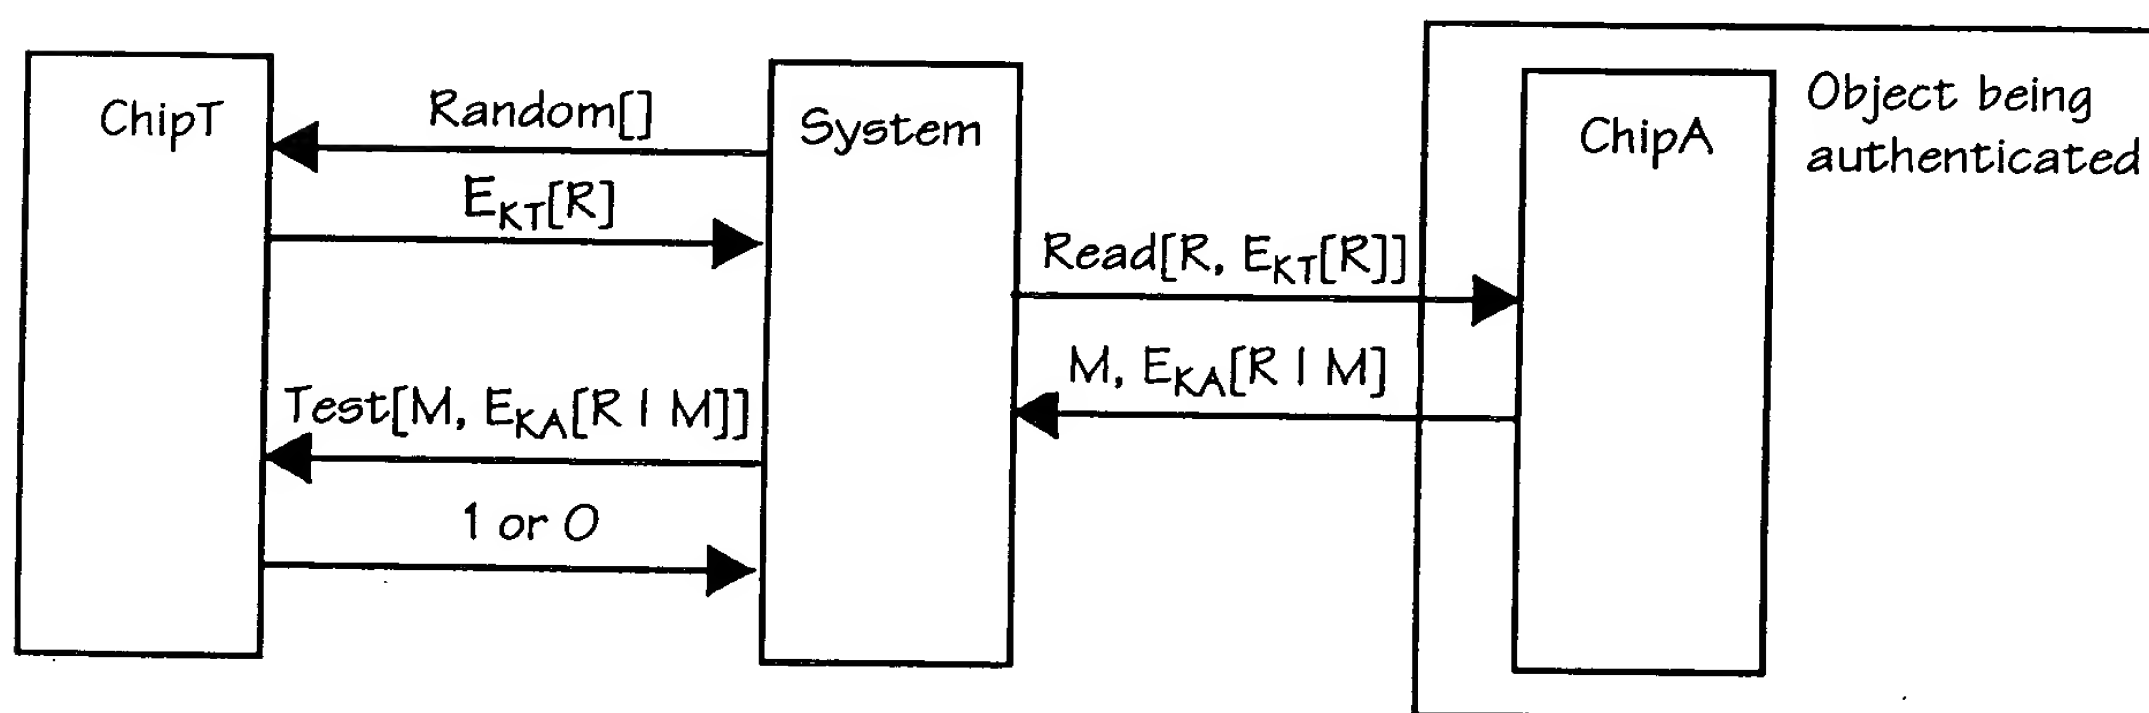 ChipT
Random[]
E_KT[R]
Test[M, E_KA[R | M]]
1 or 0
System
Read[R, E_KT[R]]
M, E_KA[R | M]
ChipA
Object being
authenticated